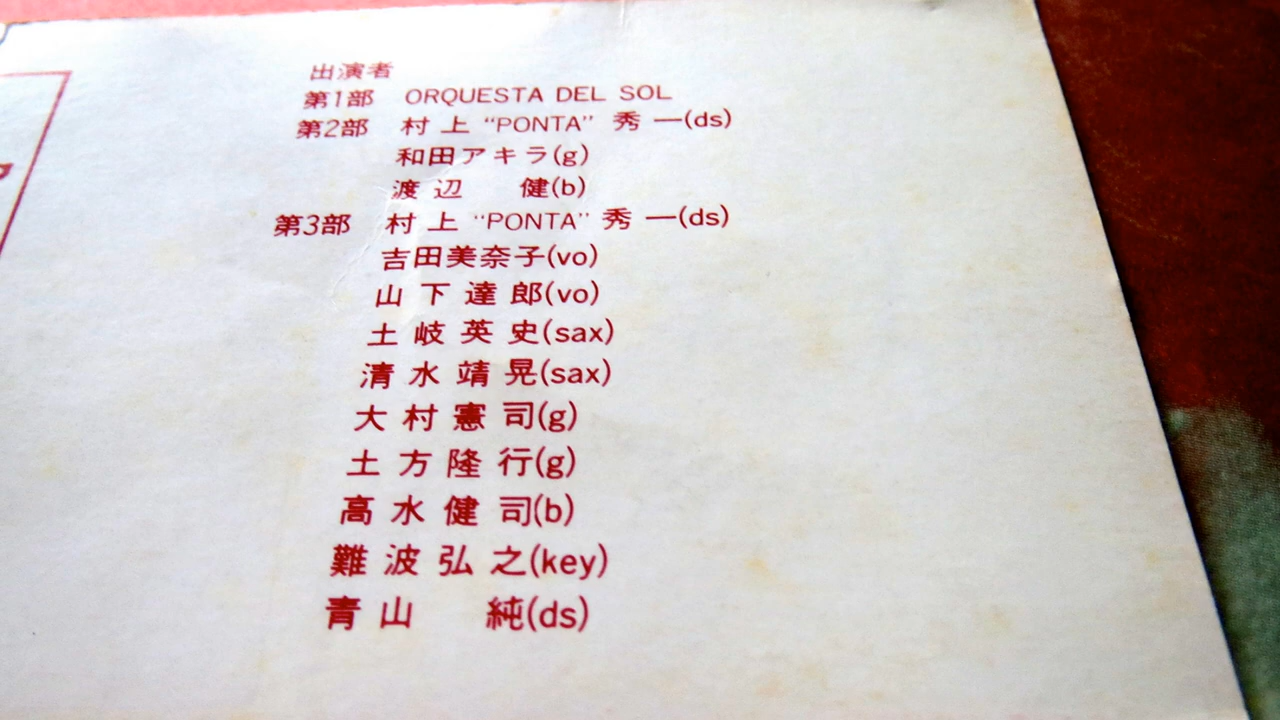 出演者
第1部 ORQUESTA DEL SOL
第2部 村上 "PONTA" 秀一(ds)
和田アキラ(g)
渡辺 健(b)
第3部 村上 "PONTA" 秀一(ds)
吉田美奈子(vo)
山下達郎(vo)
土岐英史(sax)
清水靖晃(sax)
大村憲司(g)
土方隆行(g)
高水健司(b)
難波弘之(key)
青山 純(ds)